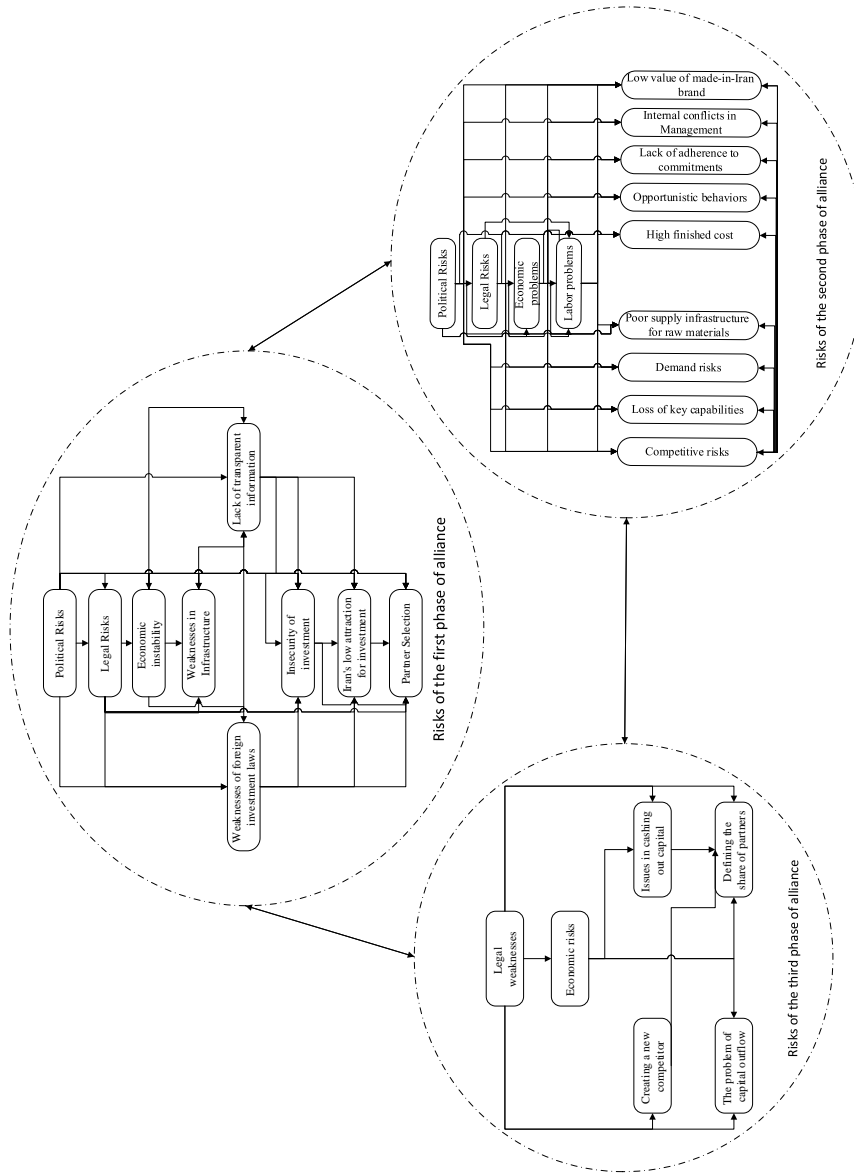 Political Risks
Legal Risks
Economic
instability
Weaknesses in
Infrastructure
Lack of transparent
information
Weaknesses of foreign
investment laws
Insecurity of
investment
Iran's low attraction
for investment
Partner Selection
Risks of the first phase of alliance
Political Risks
Legal Risks
Economic
problems
Labor problems
Low value of made-in-Iran
brand
Internal conflicts in
Management
Lack of adherence to
commitments
Opportunistic behaviors
High finished cost
Poor supply infrastructure
for raw materials
Demand risks
Loss of key capabilities
Competitive risks
Risks of the second phase of alliance
Legal
weaknesses
Economic risks
Issues in cashing
out capital
Creating a new
competitor
Defining the
share of partners
The problem of
capital outflow
Risks of the third phase of alliance